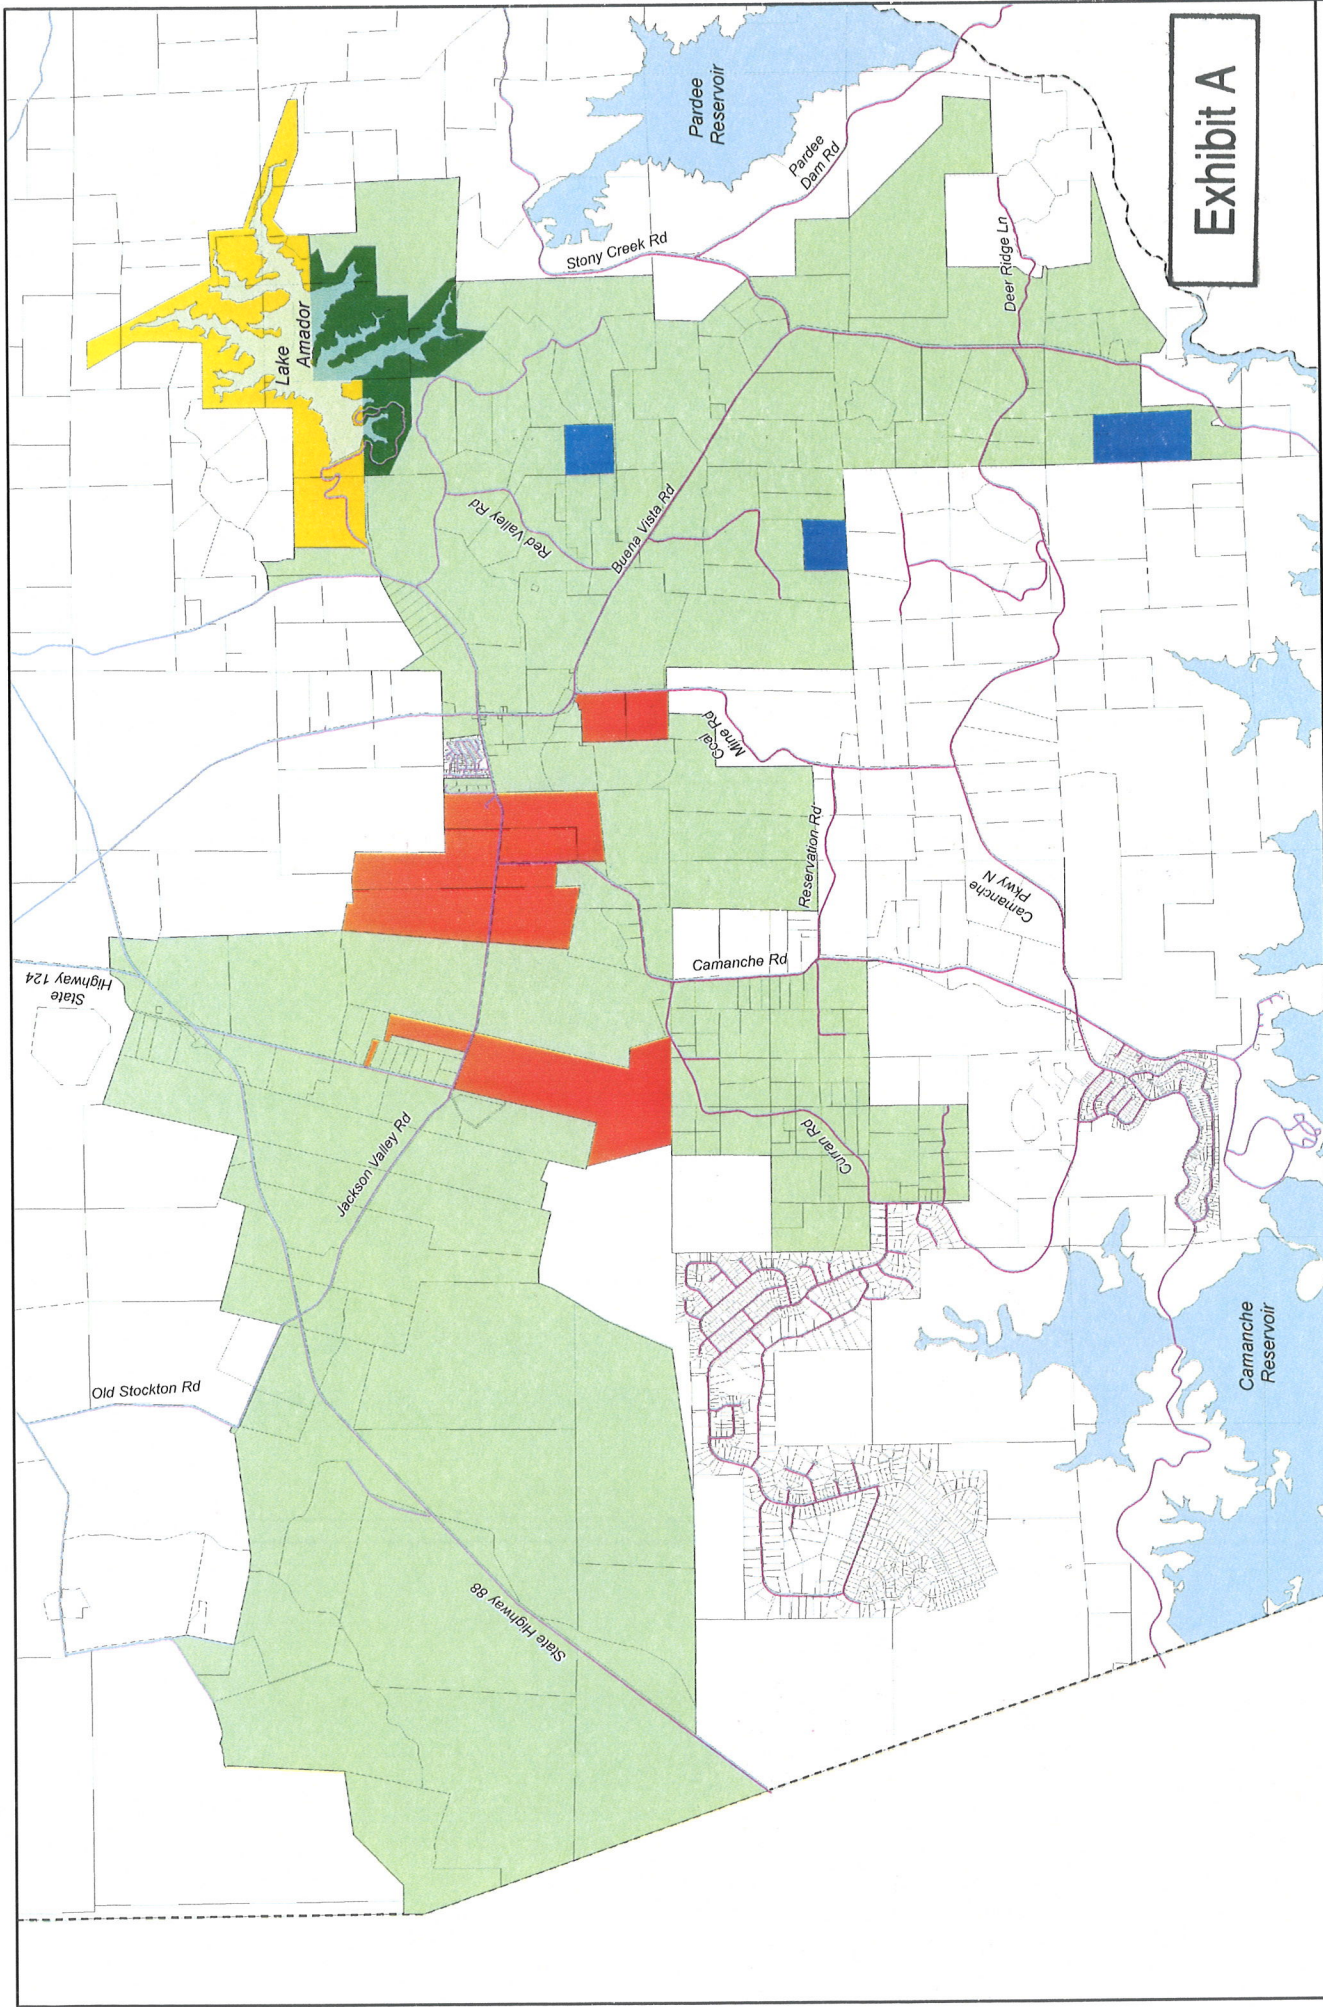 Exhibit A
Pardee
Reservoir
Pardee
Dam Rd
Stony Creek Rd
Deer Ridge Ln
Lake
Amador
Red Valley Rd
Buena Vista Rd
Coal
Mine Rd
Reservation Rd
Camanche
Pkwy N
Camanche Rd
State
Highway 124
Jackson Valley Rd
Curran Rd
Old Stockton Rd
State Highway 88
Camanche
Reservoir